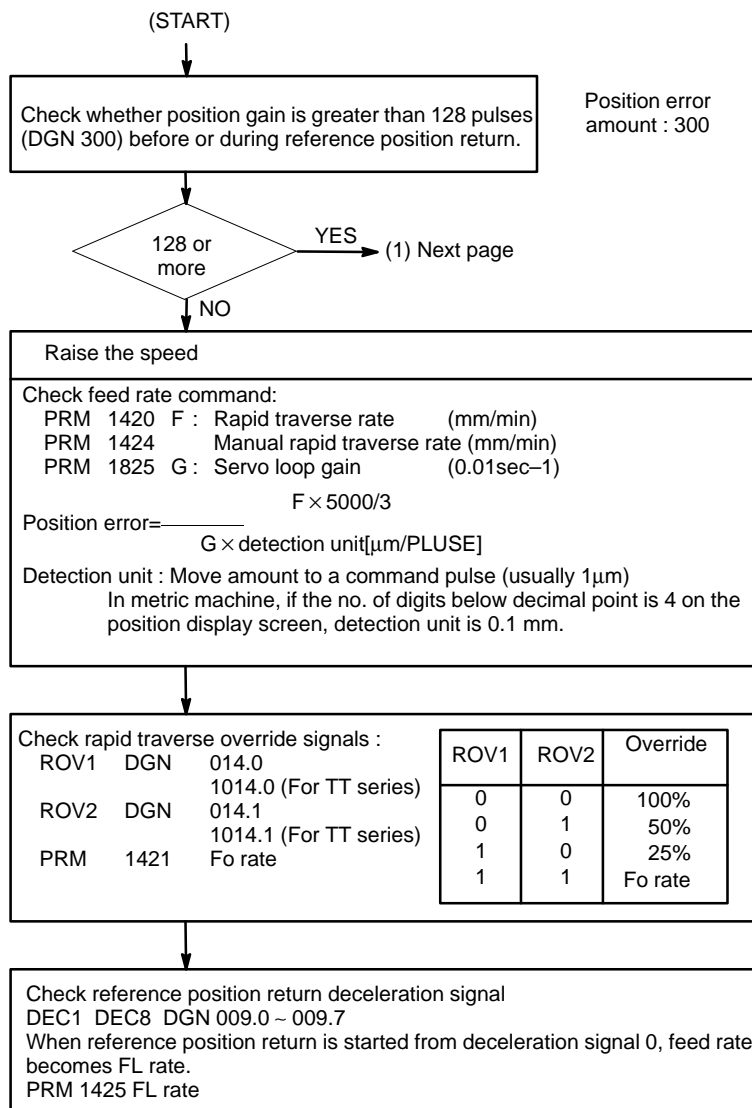 (START)
Check whether position gain is greater than 128 pulses
(DGN 300) before or during reference position return.
Position error
amount : 300
128 or
more
YES
(1) Next page
NO
Raise the speed
Check feed rate command:
PRM 1420 F : Rapid traverse rate (mm/min)
PRM 1424 Manual rapid traverse rate (mm/min)
PRM 1825 G : Servo loop gain (0.01sec–1)
F × 5000/3
Position error=
G × detection unit[μm/PLUSE]
Detection unit : Move amount to a command pulse (usually 1μm)
In metric machine, if the no. of digits below decimal point is 4 on the
position display screen, detection unit is 0.1 mm.
Check rapid traverse override signals :
ROV1 DGN 014.0
1014.0 (For TT series)
ROV2 DGN 014.1
1014.1 (For TT series)
PRM 1421 Fo rate
ROV1 ROV2 Override
0 0 100%
0 1 50%
1 0 25%
1 1 Fo rate
Check reference position return deceleration signal
DEC1 DEC8 DGN 009.0 ~ 009.7
When reference position return is started from deceleration signal 0, feed rate
becomes FL rate.
PRM 1425 FL rate